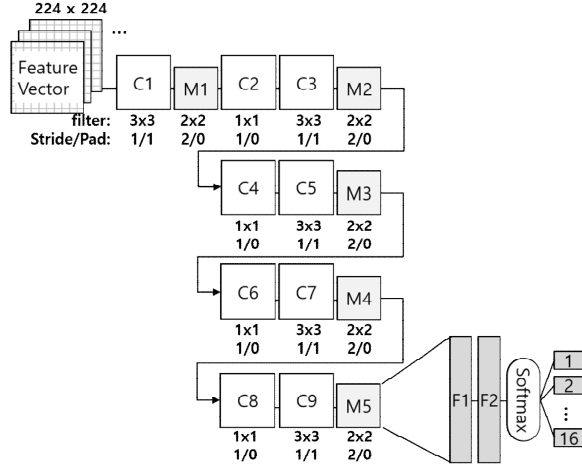 224 x 224
...
Feature
Vector
C1 M1 C2 C3 M2
filter: 3x3 2x2 1x1 3x3 2x2
Stride/Pad: 1/1 2/0 1/0 1/1 2/0
C4 C5 M3
1x1 3x3 2x2
1/0 1/1 2/0
C6 C7 M4
1x1 3x3 2x2
1/0 1/1 2/0
C8 C9 M5
1x1 3x3 2x2
1/0 1/1 2/0
F1 F2
Softmax
1
2
...
16